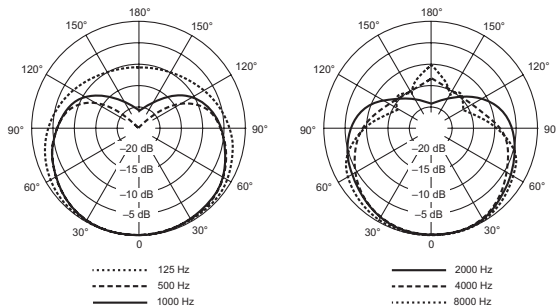 180°
150° 150°
120° 120°
90° 90°
60° 60°
30° 30°
0
–20 dB
–15 dB
–10 dB
–5 dB
125 Hz
500 Hz
1000 Hz
180°
150° 150°
120° 120°
90° 90°
60° 60°
30° 30°
0
–20 dB
–15 dB
–10 dB
–5 dB
2000 Hz
4000 Hz
8000 Hz